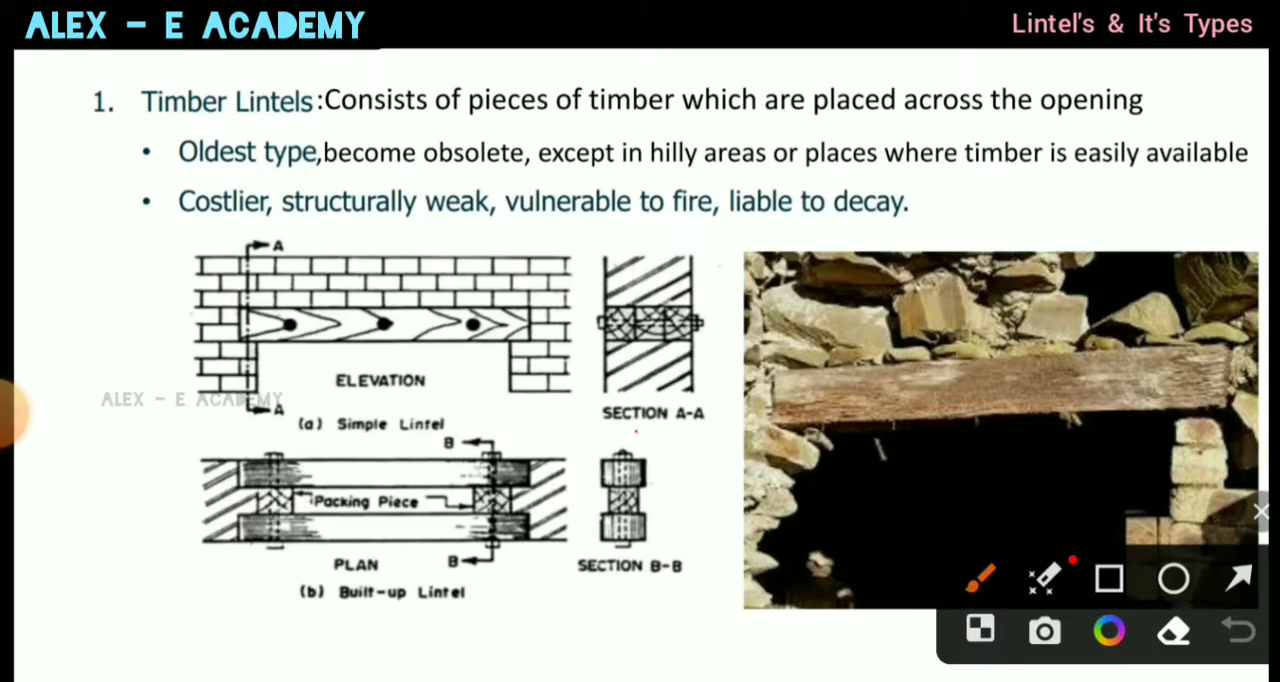 ALEX - E ACADEMY
Lintel's & It's Types
1. Timber Lintels:Consists of pieces of timber which are placed across the opening
• Oldest type,become obsolete, except in hilly areas or places where timber is easily available
• Costlier, structurally weak, vulnerable to fire, liable to decay.
A
ELEVATION
ALEX - E ACADEMY
A
SECTION A-A
(a) Simple Lintel
B
Packing Piece
PLAN
B
SECTION B-B
(b) Built-up Lintel